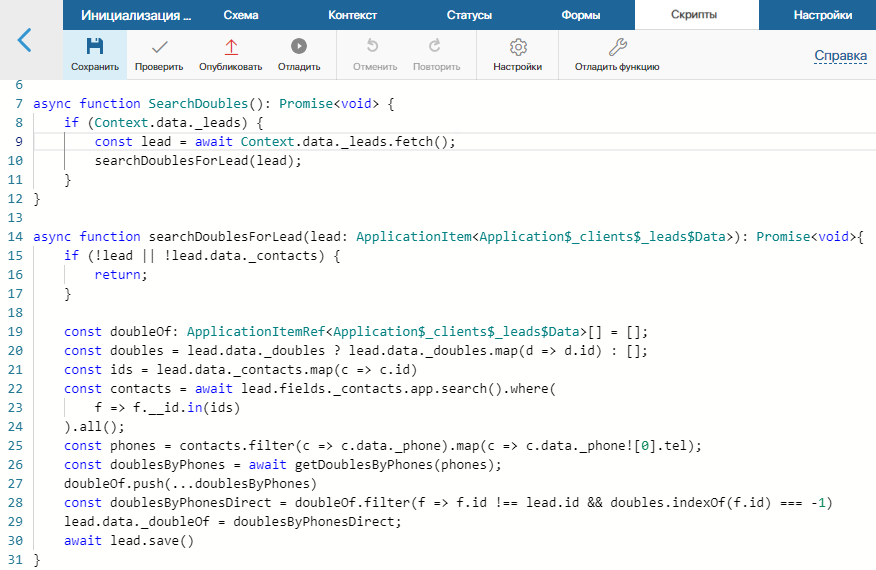 Инициализация ... Схема Контекст Статусы Формы Скрипты Настройки
Сохранить Проверить Опубликовать Отладить Отменить Повторить Настройки Отладить функцию Справка
6
7 async function SearchDoubles(): Promise<void> {
8     if (Context.data._leads) {
9         const lead = await Context.data._leads.fetch();
10         searchDoublesForLead(lead);
11     }
12 }
13
14 async function searchDoublesForLead(lead: ApplicationItem<Application$_clients$_leads$Data>): Promise<void>{
15     if (!lead || !lead.data._contacts) {
16         return;
17     }
18
19     const doubleOf: ApplicationItemRef<Application$_clients$_leads$Data>[] = [];
20     const doubles = lead.data._doubles ? lead.data._doubles.map(d => d.id) : [];
21     const ids = lead.data._contacts.map(c => c.id)
22     const contacts = await lead.fields._contacts.app.search().where(
23         f => f.__id.in(ids)
24     ).all();
25     const phones = contacts.filter(c => c.data._phone).map(c => c.data._phone![0].tel);
26     const doublesByPhones = await getDoublesByPhones(phones);
27     doubleOf.push(...doublesByPhones)
28     const doublesByPhonesDirect = doubleOf.filter(f => f.id !== lead.id && doubles.indexOf(f.id) === -1)
29     lead.data._doubleOf = doublesByPhonesDirect;
30     await lead.save()
31 }